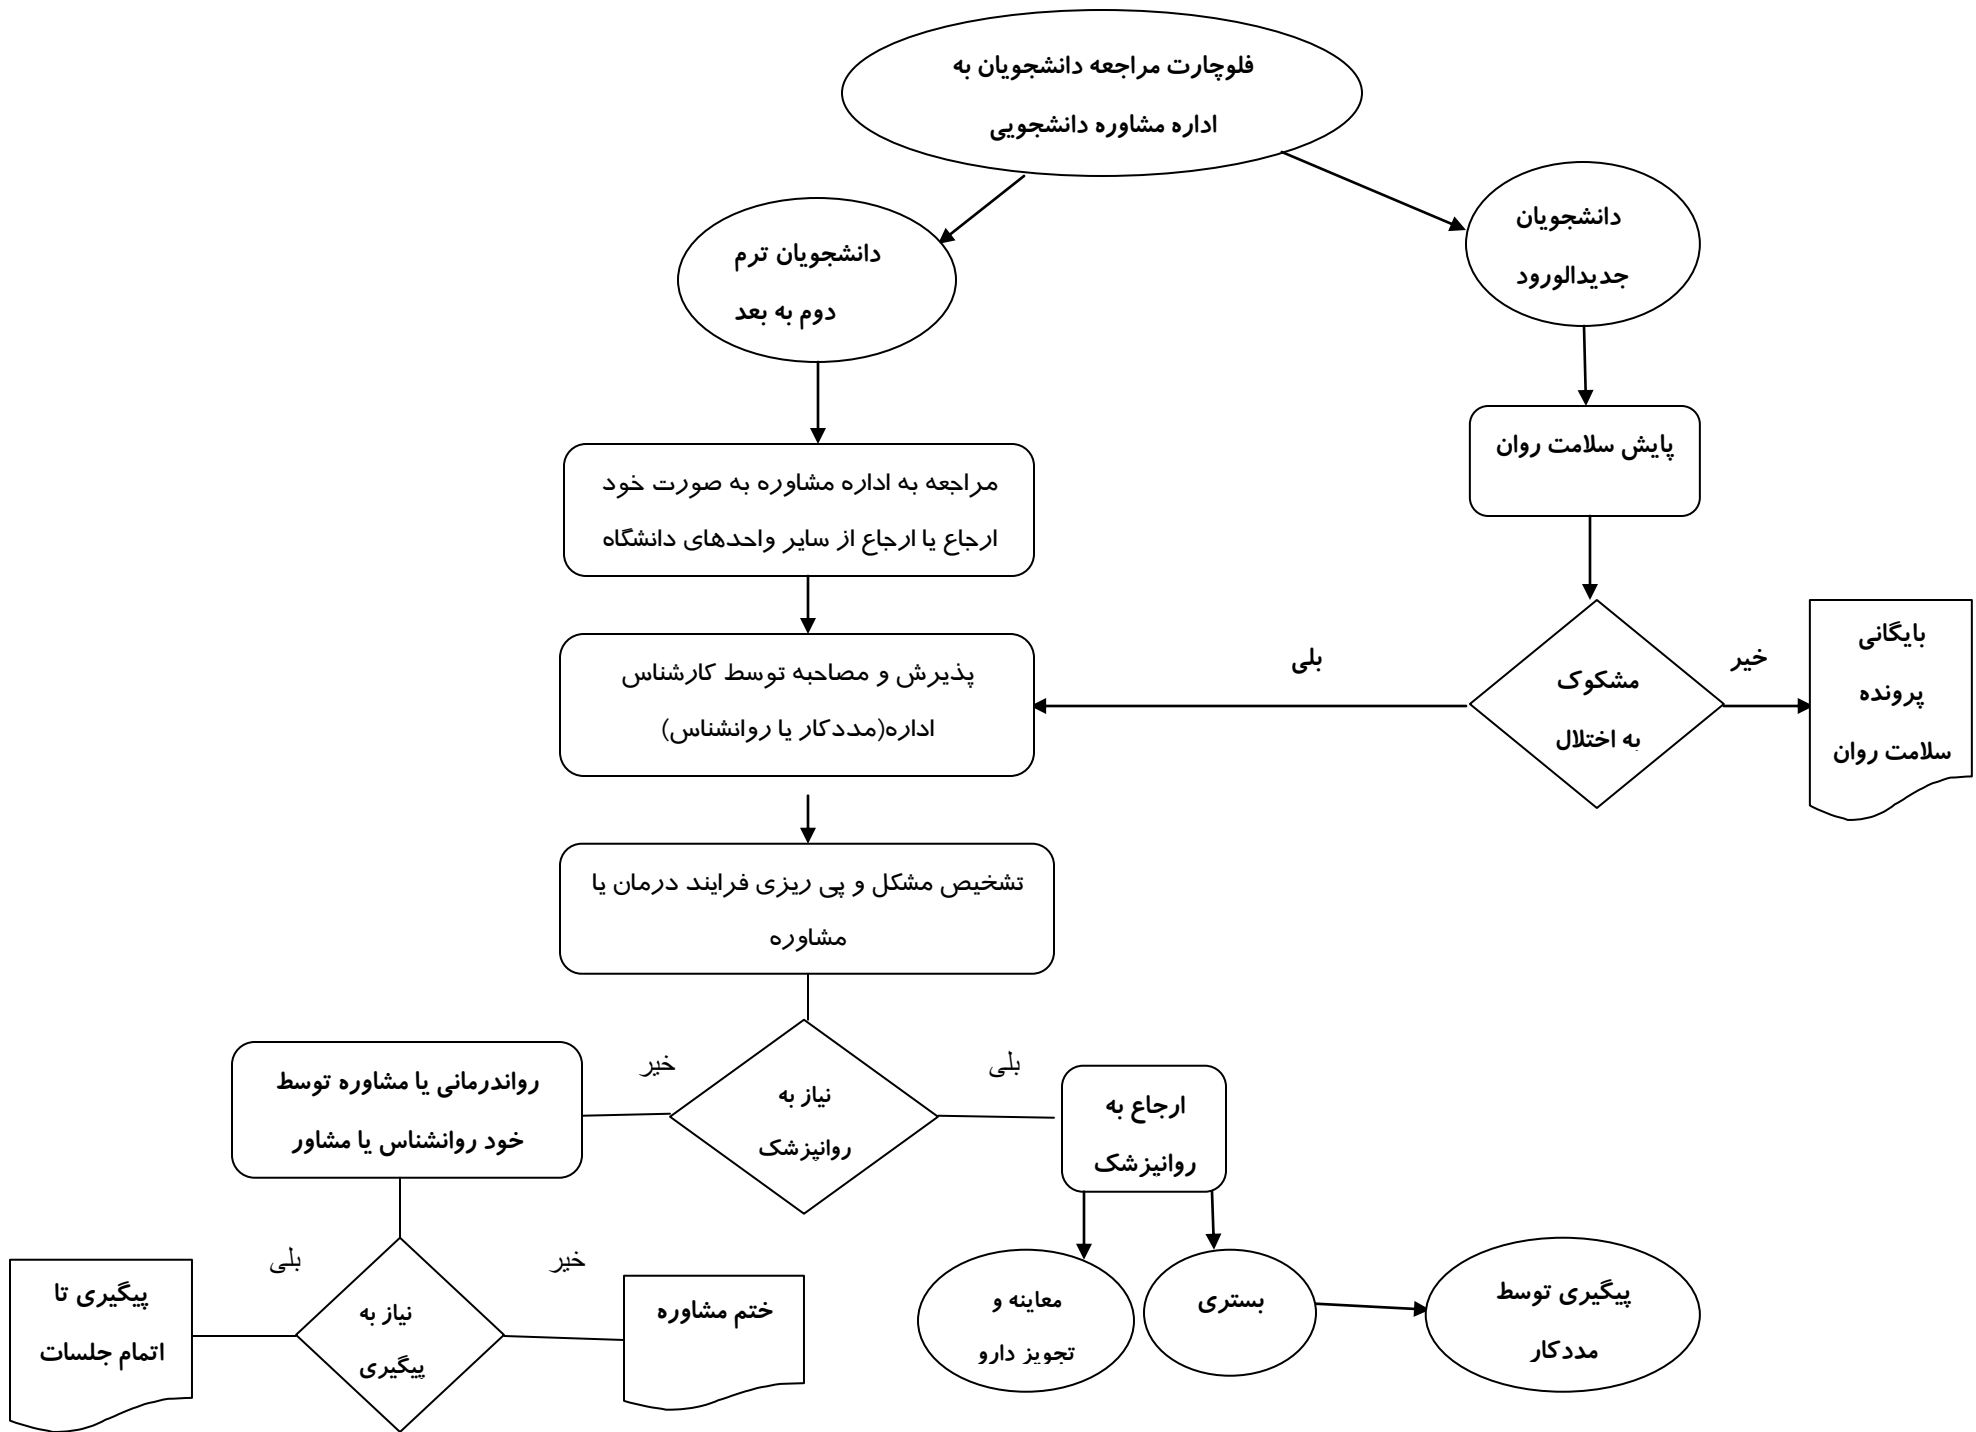 فلوچارت مراجعه دانشجویان به
اداره مشاوره دانشجویی
دانشجویان
جدیدالورود
دانشجویان ترم
دوم به بعد
پایش سلامت روان
مراجعه به اداره مشاوره به صورت خود
ارجاع یا ارجاع از سایر واحدهای دانشگاه
بایگانی
پرونده
سلامت روان
خیر
مشکوک
به اختلال
بلی
پذیرش و مصاحبه توسط کارشناس
اداره(مددکار یا روانشناس)
تشخیص مشکل و پی ریزی فرایند درمان یا
مشاوره
ارجاع به
روانپزشک
بلی
نیاز به
روانپزشک
خیر
رواندرمانی یا مشاوره توسط
خود روانشناس یا مشاور
پیگیری توسط
مددکار
بستری
معاینه و
تجویز دارو
ختم مشاوره
خیر
نیاز به
پیگیری
بلی
پیگیری تا
اتمام جلسات